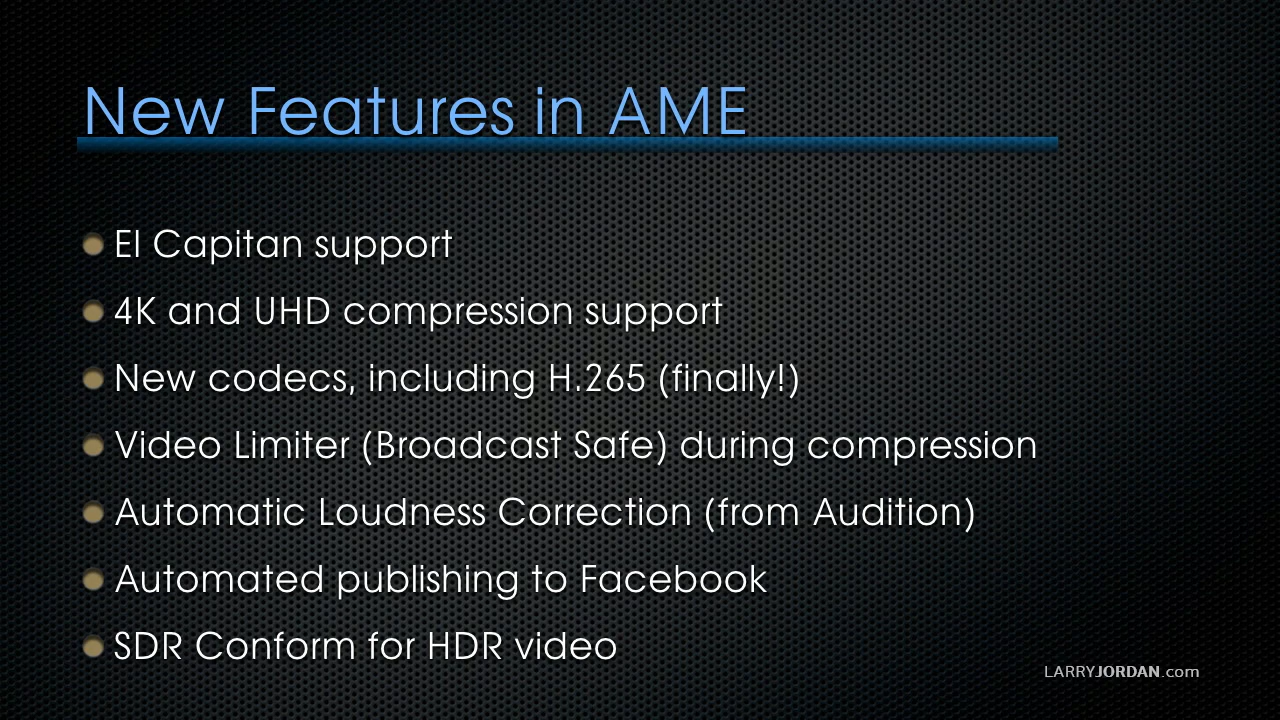 New Features in AME
El Capitan support
4K and UHD compression support
New codecs, including H.265 (finally!)
Video Limiter (Broadcast Safe) during compression
Automatic Loudness Correction (from Audition)
Automated publishing to Facebook
SDR Conform for HDR video
LARRYJORDAN.com